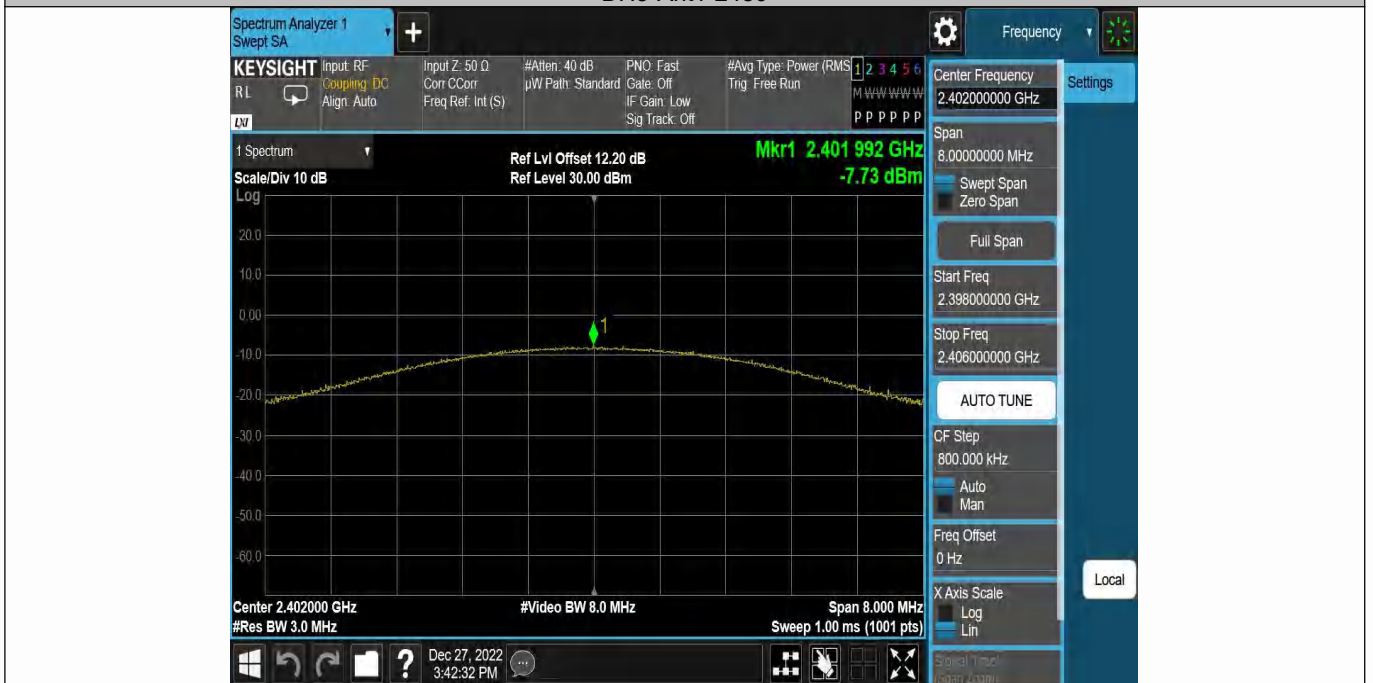 Spectrum Analyzer 1
Swept SA
+
Frequency
KEYSIGHT
RL
LXI
Input: RF
Coupling: DC
Align: Auto
Input Z: 50 Ω
Corr CCorr
Freq Ref: Int (S)
#Atten: 40 dB
µW Path: Standard
PNO: Fast
Gate: Off
IF Gain: Low
Sig Track: Off
#Avg Type: Power (RMS
Trig: Free Run
1 2 3 4 5 6
M W W W W W
P P P P P P
Settings
Center Frequency
2.402000000 GHz
Span
8.00000000 MHz
Swept Span
Zero Span
Full Span
Start Freq
2.398000000 GHz
Stop Freq
2.406000000 GHz
AUTO TUNE
CF Step
800.000 kHz
Auto
Man
Freq Offset
0 Hz
X Axis Scale
Log
Lin
Signal Track
(Span Zoom)
Local
1 Spectrum
Scale/Div 10 dB
Log
Ref Lvl Offset 12.20 dB
Ref Level 30.00 dBm
Mkr1 2.401 992 GHz
-7.73 dBm
20.0
10.0
0.00
-10.0
-20.0
-30.0
-40.0
-50.0
-60.0
1
Center 2.402000 GHz
#Res BW 3.0 MHz
#Video BW 8.0 MHz
Span 8.000 MHz
Sweep 1.00 ms (1001 pts)
?
Dec 27, 2022
3:42:32 PM